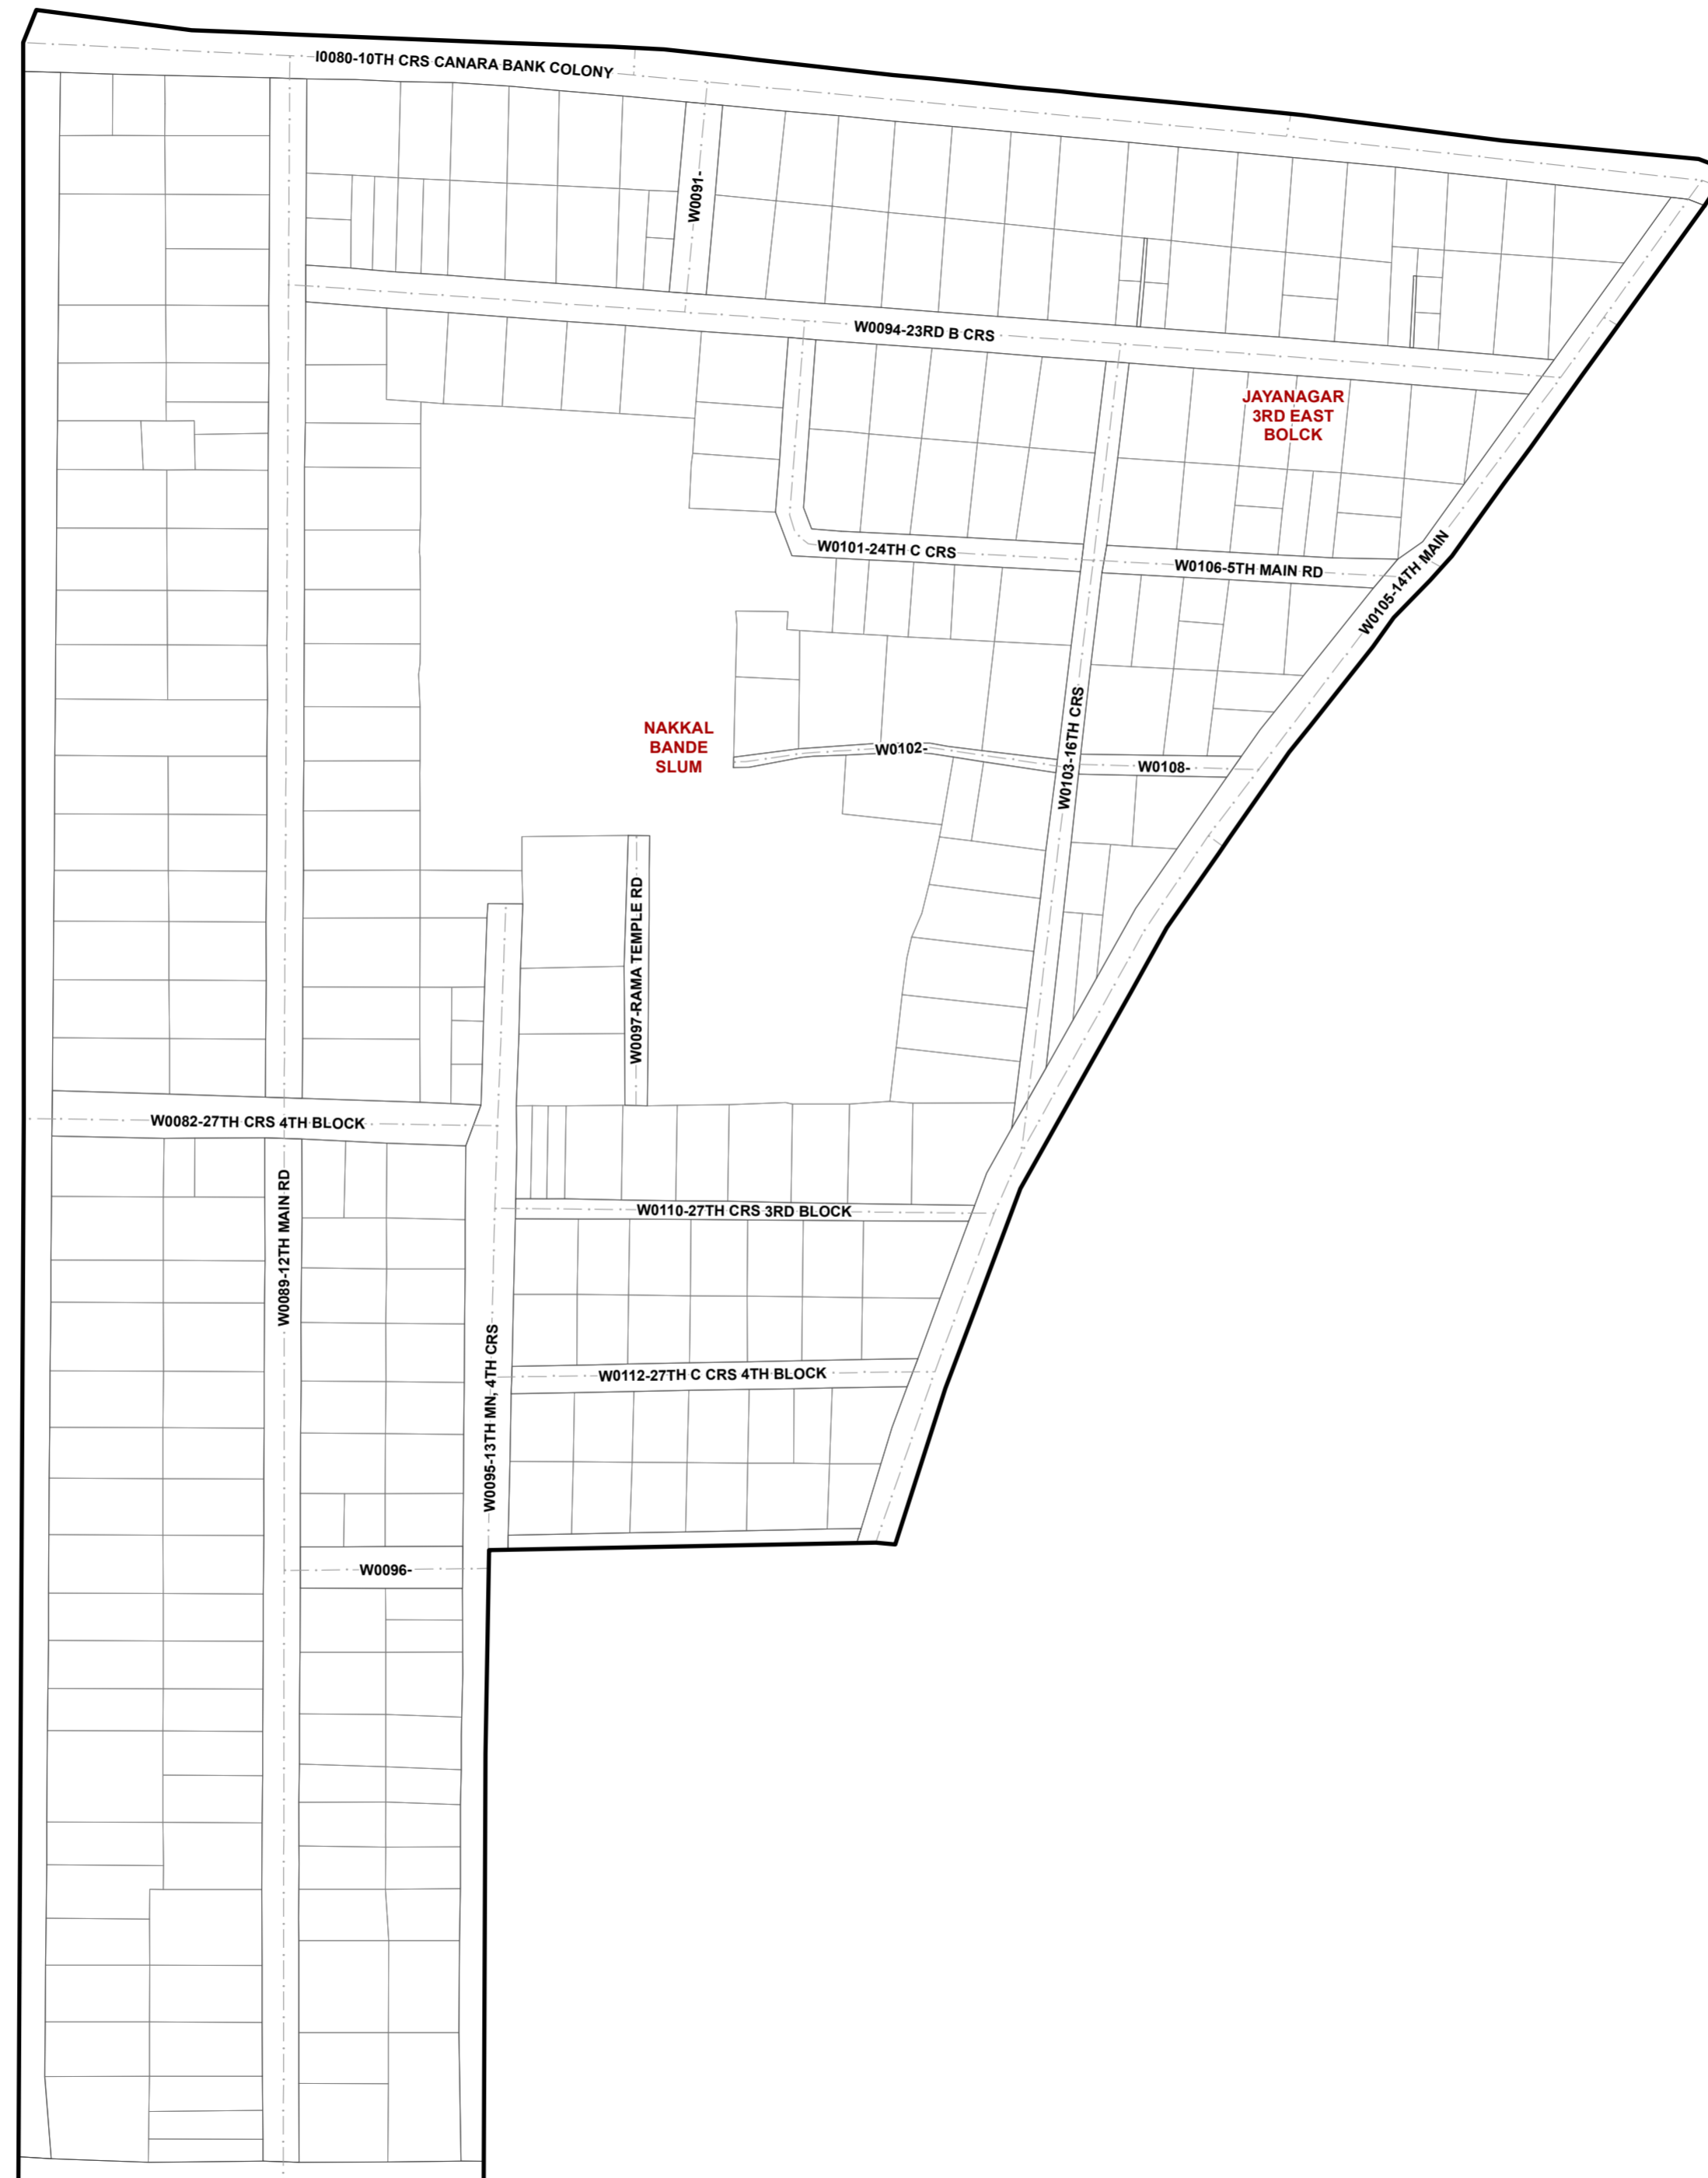 I0080-10TH CRS CANARA BANK COLONY
W0091-
W0094-23RD B CRS
JAYANAGAR
3RD EAST
BOLCK
W0101-24TH C CRS
W0106-5TH MAIN RD
W0105-14TH MAIN
NAKKAL
BANDE
SLUM
W0102-
W0103-16TH CRS
W0108-
W0097-RAMA TEMPLE RD
W0082-27TH CRS 4TH BLOCK
W0089-12TH MAIN RD
W0110-27TH CRS 3RD BLOCK
W0095-13TH MN, 4TH CRS
W0112-27TH C CRS 4TH BLOCK
W0096-